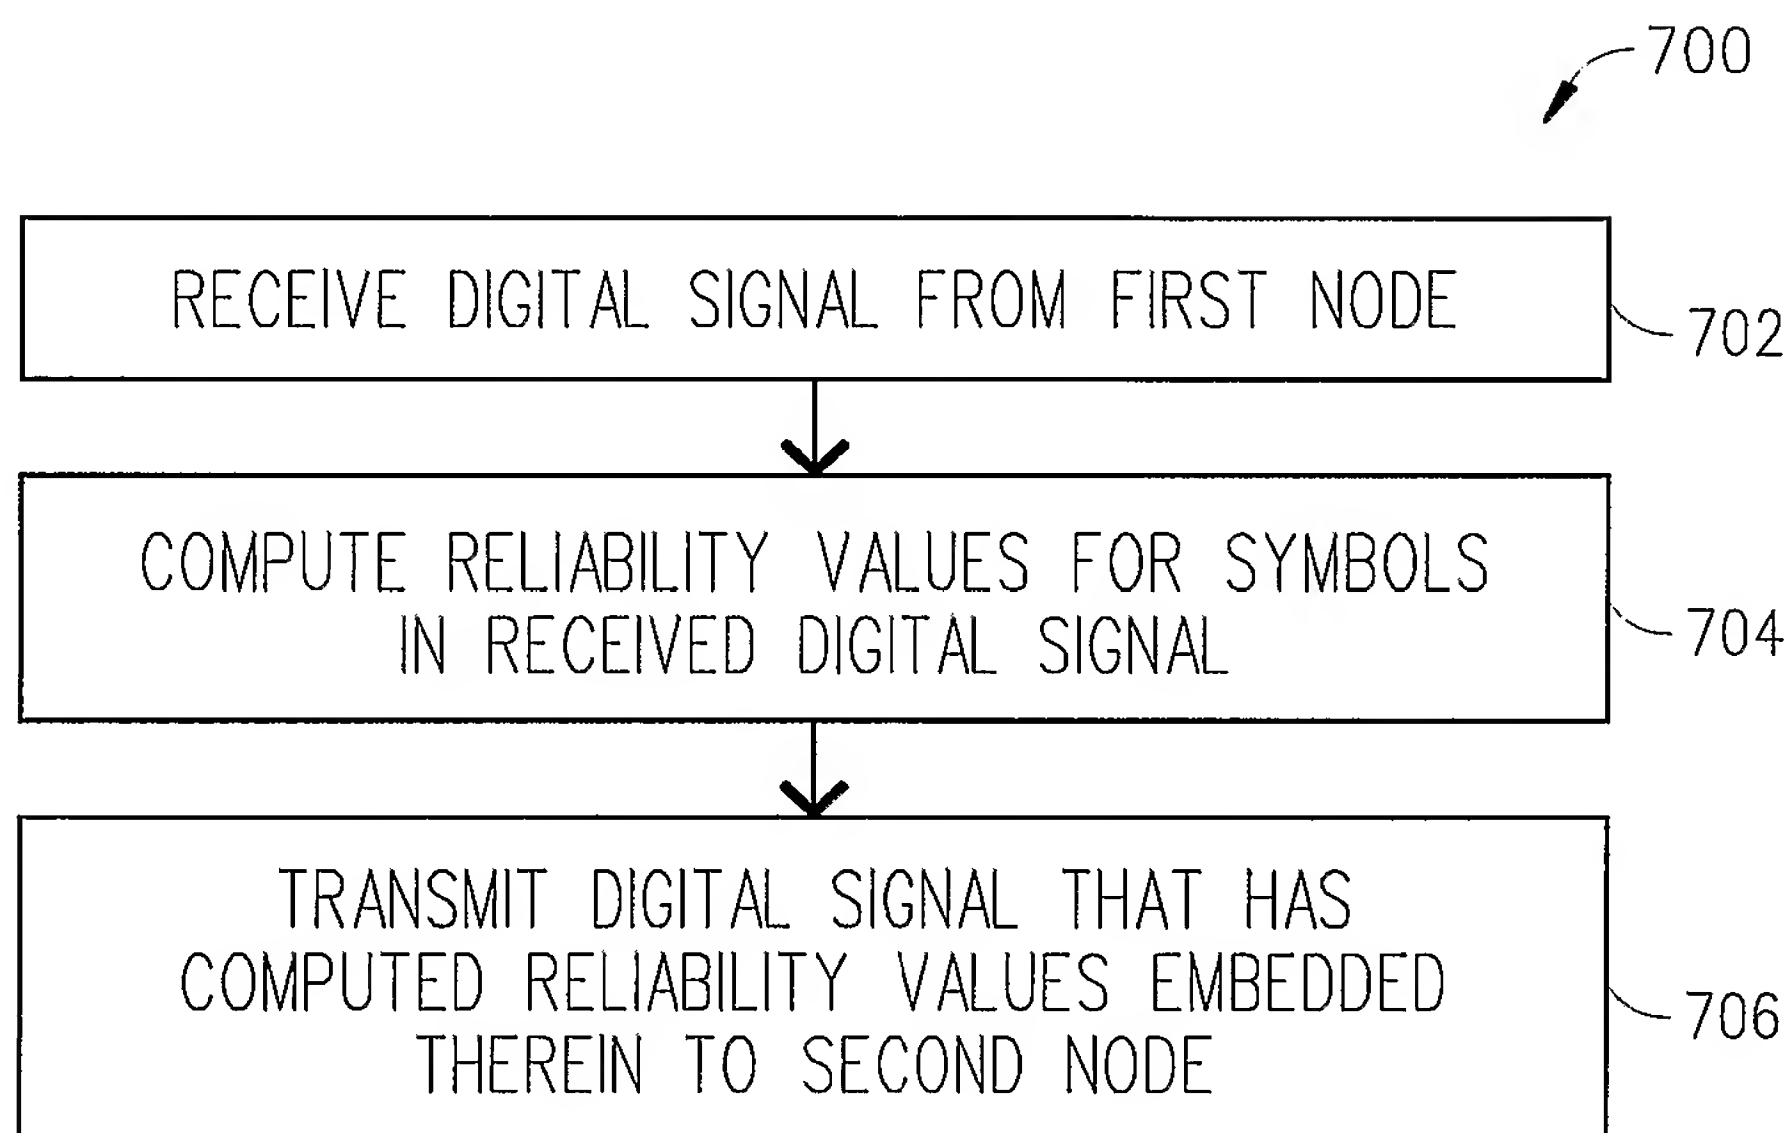 700
RECEIVE DIGITAL SIGNAL FROM FIRST NODE
702
COMPUTE RELIABILITY VALUES FOR SYMBOLS
IN RECEIVED DIGITAL SIGNAL
704
TRANSMIT DIGITAL SIGNAL THAT HAS
COMPUTED RELIABILITY VALUES EMBEDDED
THEREIN TO SECOND NODE
706